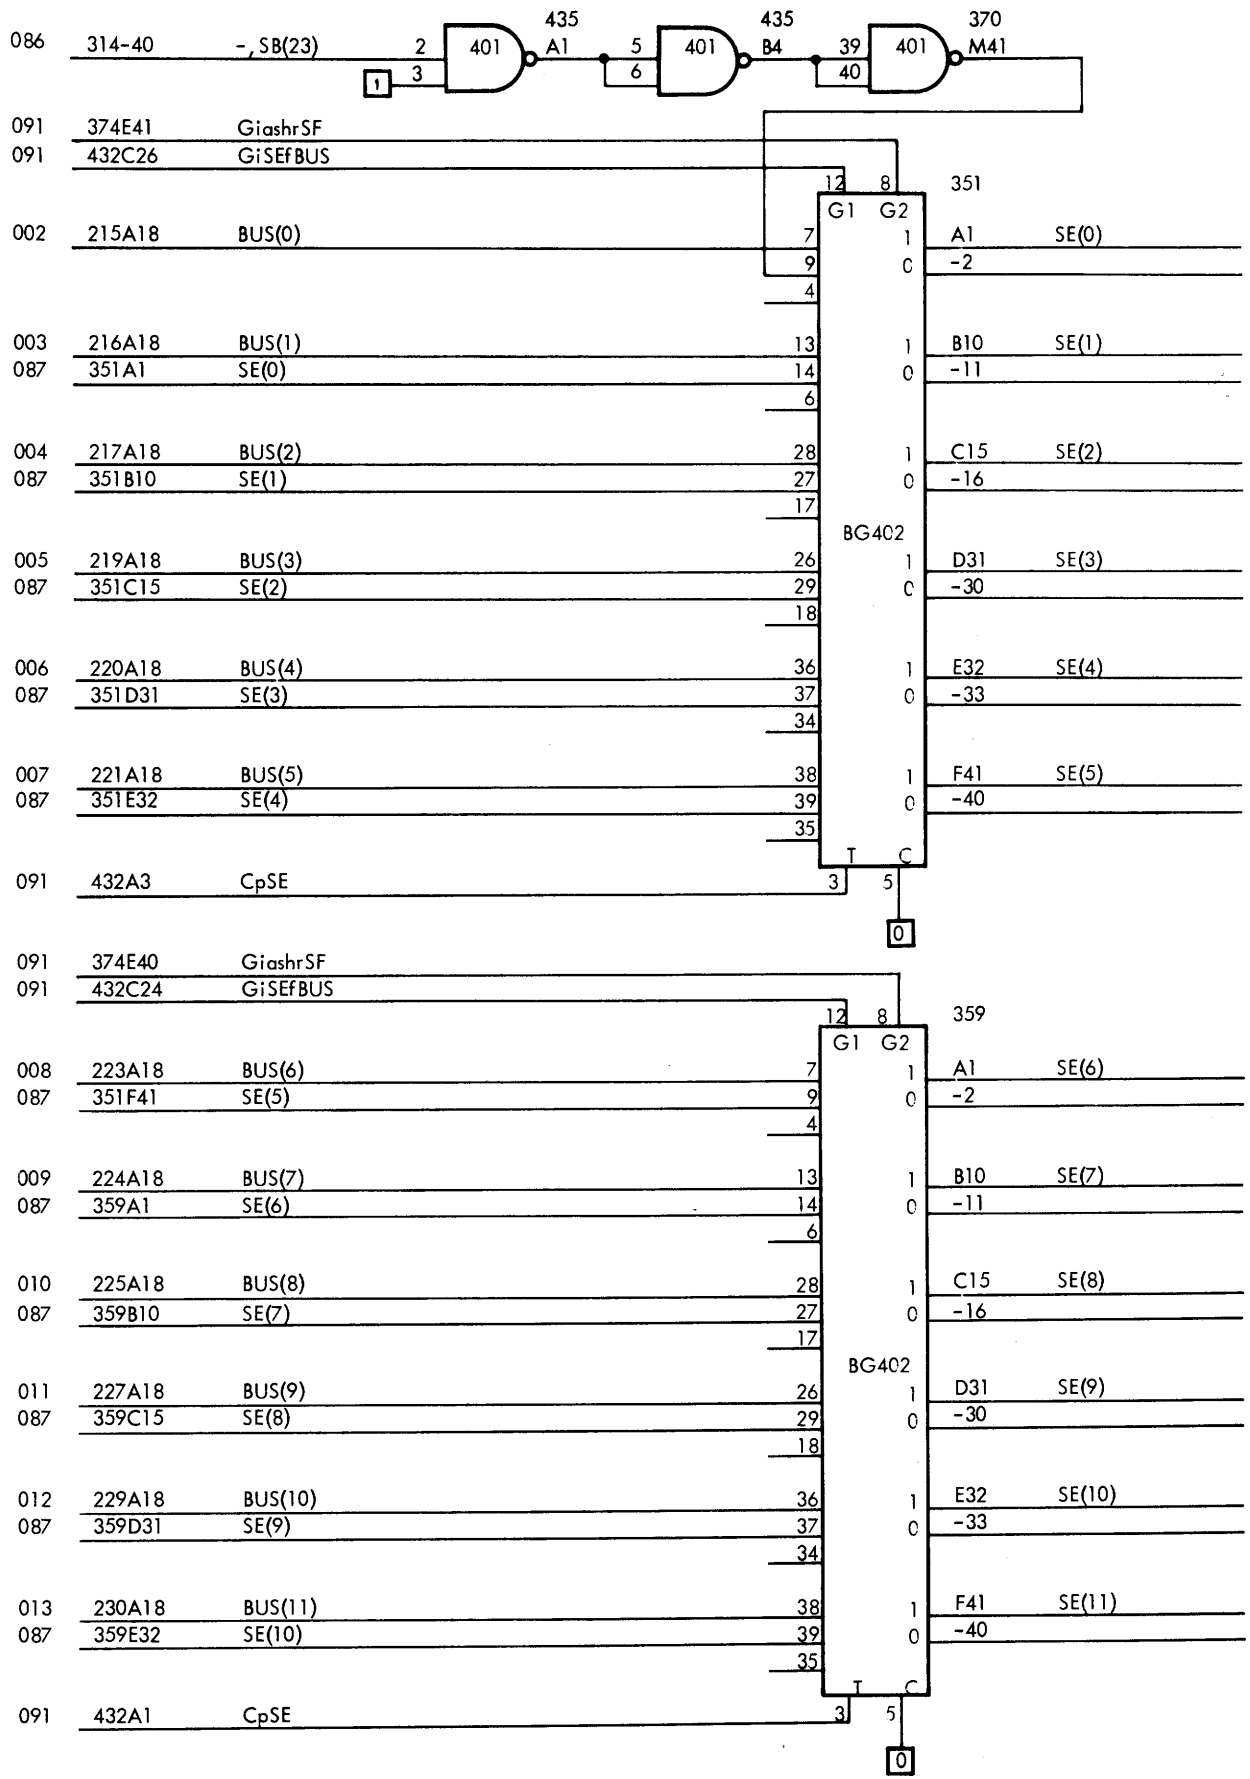 435 435 370
086 314-40 -,SB(23) 2 401 A1 5 401 B4 39 401 M41
1 3 6 40
091 374E41 GiashrSF
091 432C26 GiSEfBUS
12 8 351
G1 G2
002 215A18 BUS(0) 7 1 A1 SE(0)
9 0 -2
4
003 216A18 BUS(1) 13 1 B10 SE(1)
087 351A1 SE(0) 14 0 -11
6
004 217A18 BUS(2) 28 1 C15 SE(2)
087 351B10 SE(1) 27 0 -16
17
BG402
005 219A18 BUS(3) 26 1 D31 SE(3)
087 351C15 SE(2) 29 0 -30
18
006 220A18 BUS(4) 36 1 E32 SE(4)
087 351D31 SE(3) 37 0 -33
34
007 221A18 BUS(5) 38 1 F41 SE(5)
087 351E32 SE(4) 39 0 -40
35
T C
091 432A3 CpSE 3 5
0
091 374E40 GiashrSF
091 432C24 GiSEfBUS
12 8 359
G1 G2
008 223A18 BUS(6) 7 1 A1 SE(6)
087 351F41 SE(5) 9 0 -2
4
009 224A18 BUS(7) 13 1 B10 SE(7)
087 359A1 SE(6) 14 0 -11
6
010 225A18 BUS(8) 28 1 C15 SE(8)
087 359B10 SE(7) 27 0 -16
17
BG402
011 227A18 BUS(9) 26 1 D31 SE(9)
087 359C15 SE(8) 29 0 -30
18
012 229A18 BUS(10) 36 1 E32 SE(10)
087 359D31 SE(9) 37 0 -33
34
013 230A18 BUS(11) 38 1 F41 SE(11)
087 359E32 SE(10) 39 0 -40
35
T C
091 432A1 CpSE 3 5
0